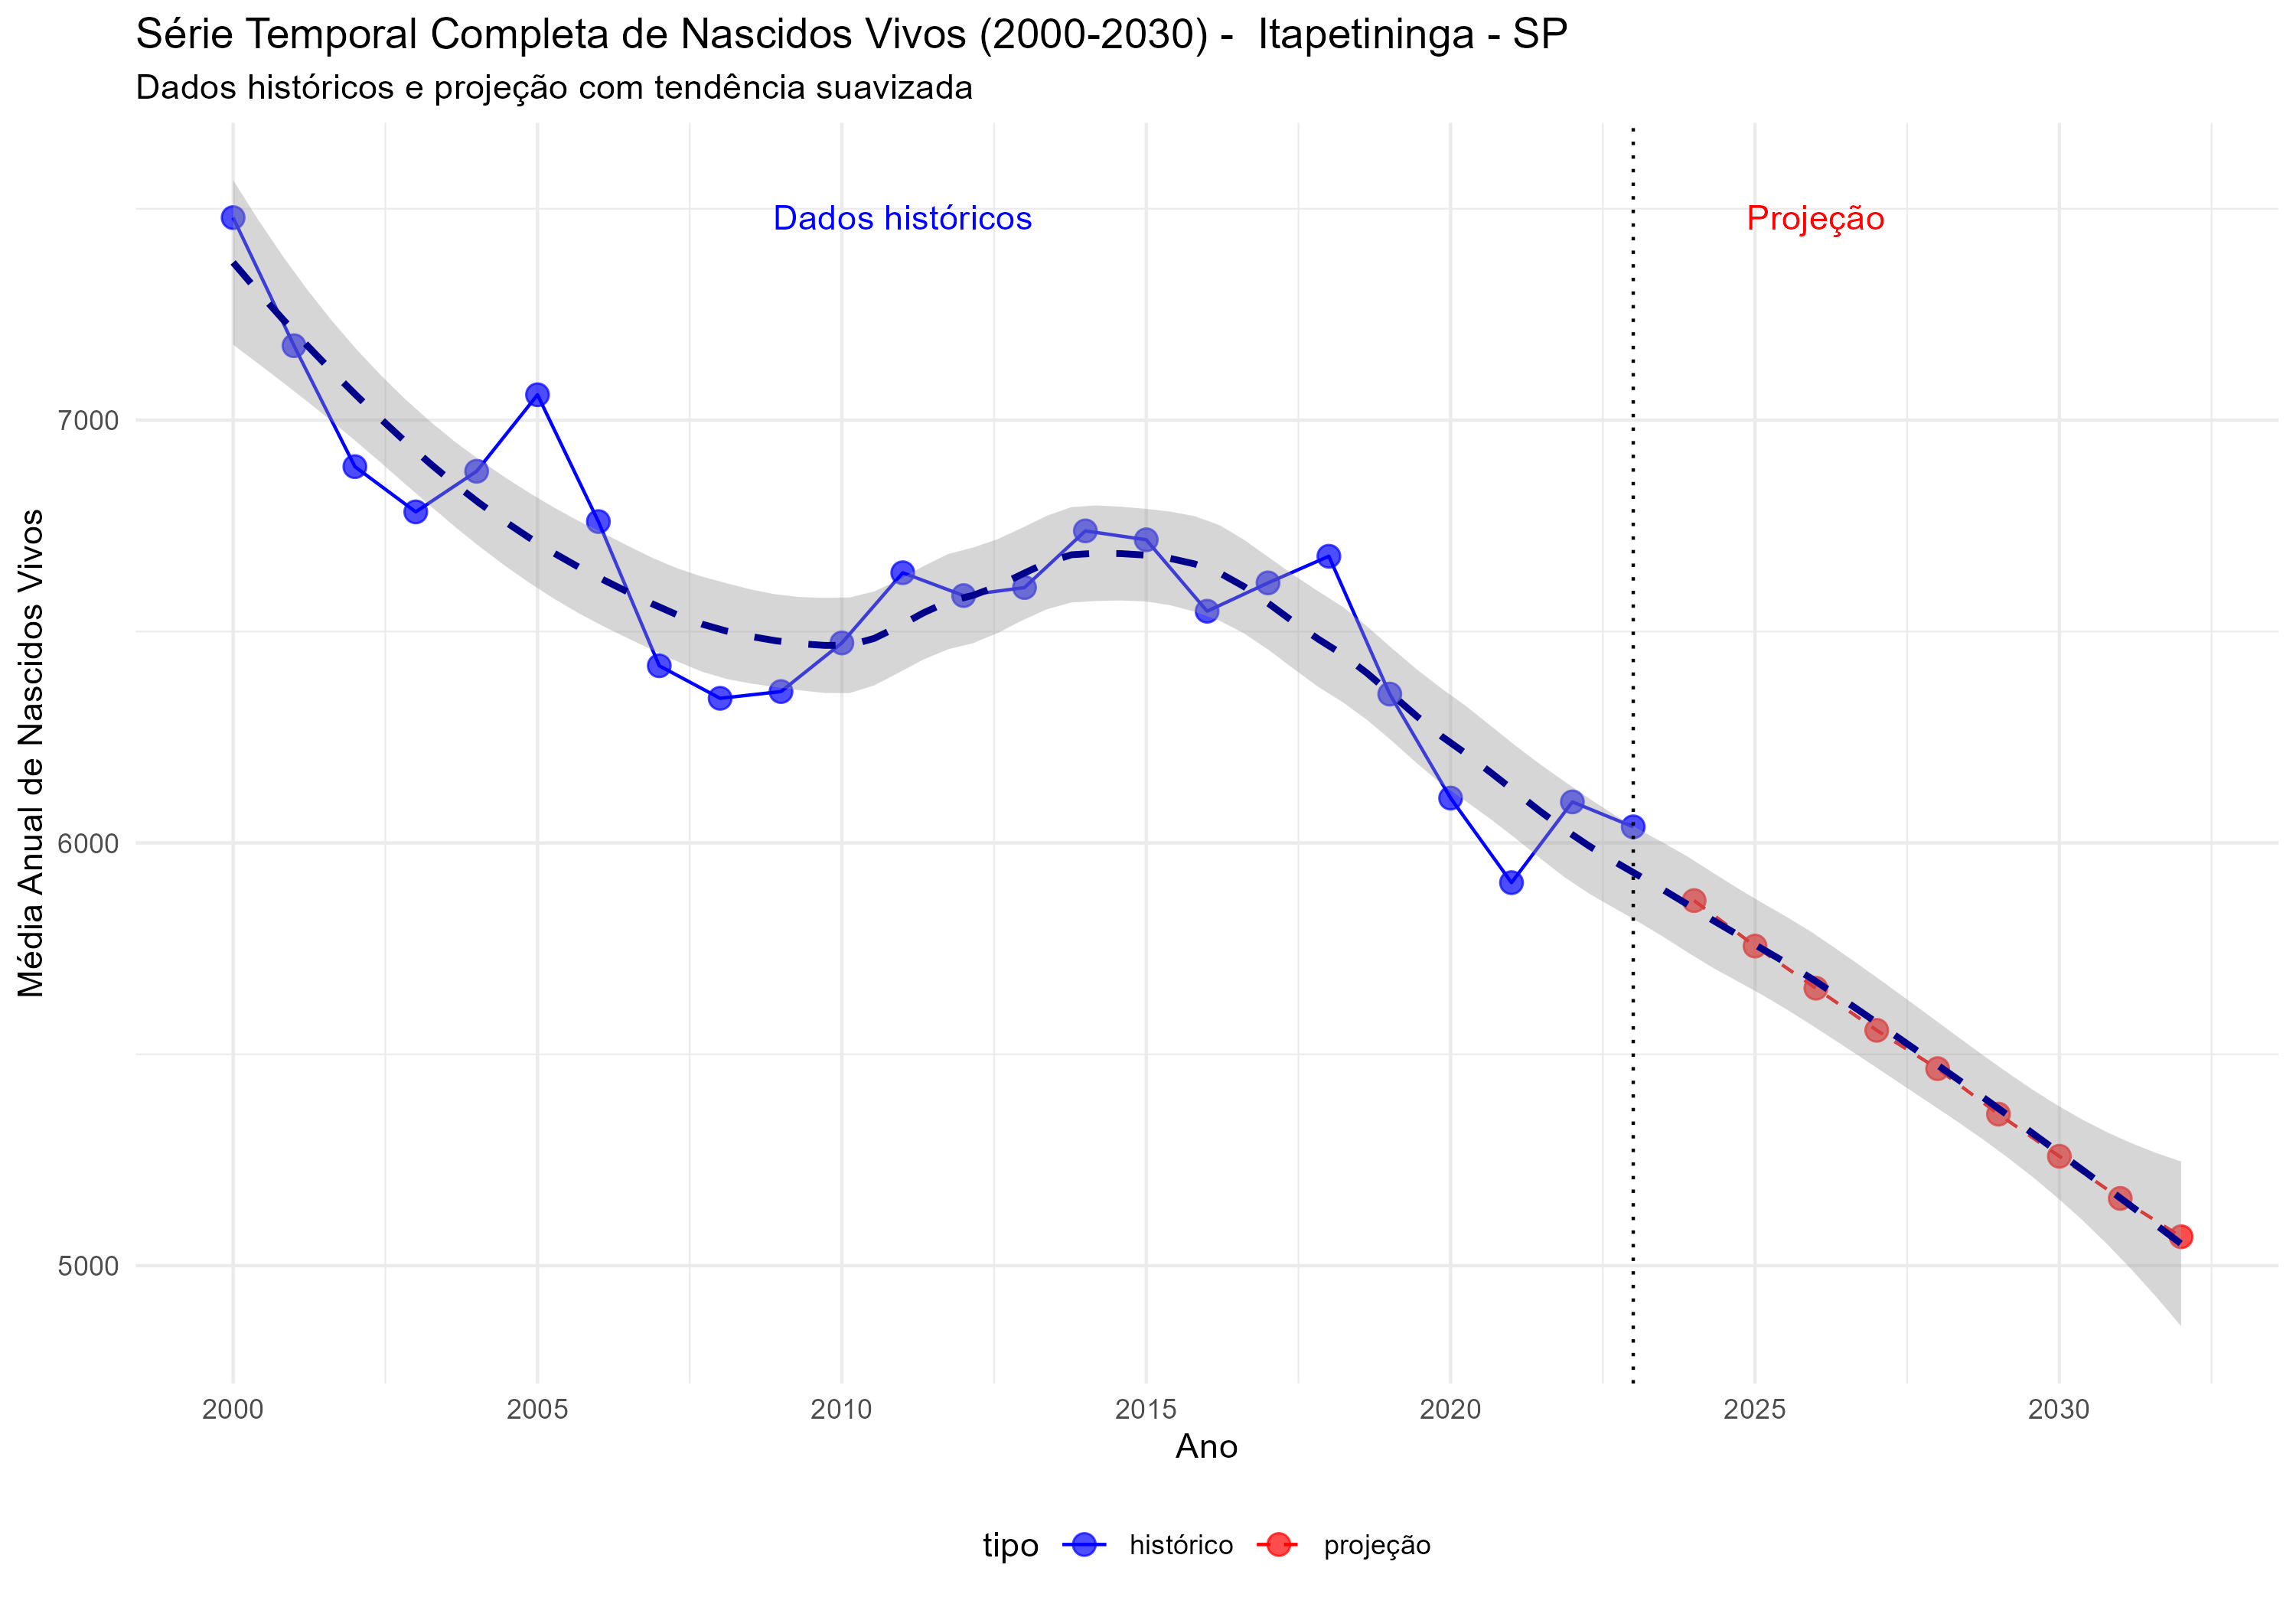 Série Temporal Completa de Nascidos Vivos (2000-2030) -  Itapetininga - SP
Dados históricos e projeção com tendência suavizada
Dados históricos
Projeção
Média Anual de Nascidos Vivos
7000
6000
5000
2000
2005
2010
2015
2020
2025
2030
Ano
tipo
histórico
projeção